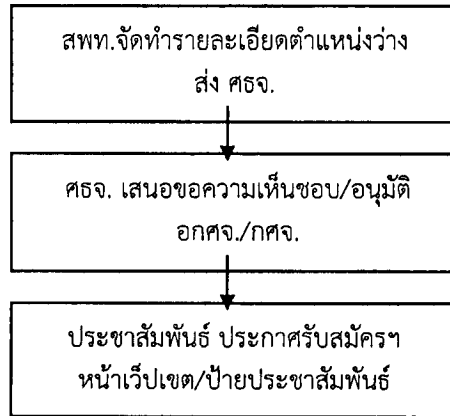 สพท.จัดทำรายละเอียดตำแหน่งว่าง
ส่ง ศธจ.
ศธจ. เสนอขอความเห็นชอบ/อนุมัติ
อกศจ./กศจ.
ประชาสัมพันธ์ ประกาศรับสมัครฯ
หน้าเว็ปเขต/ป้ายประชาสัมพันธ์